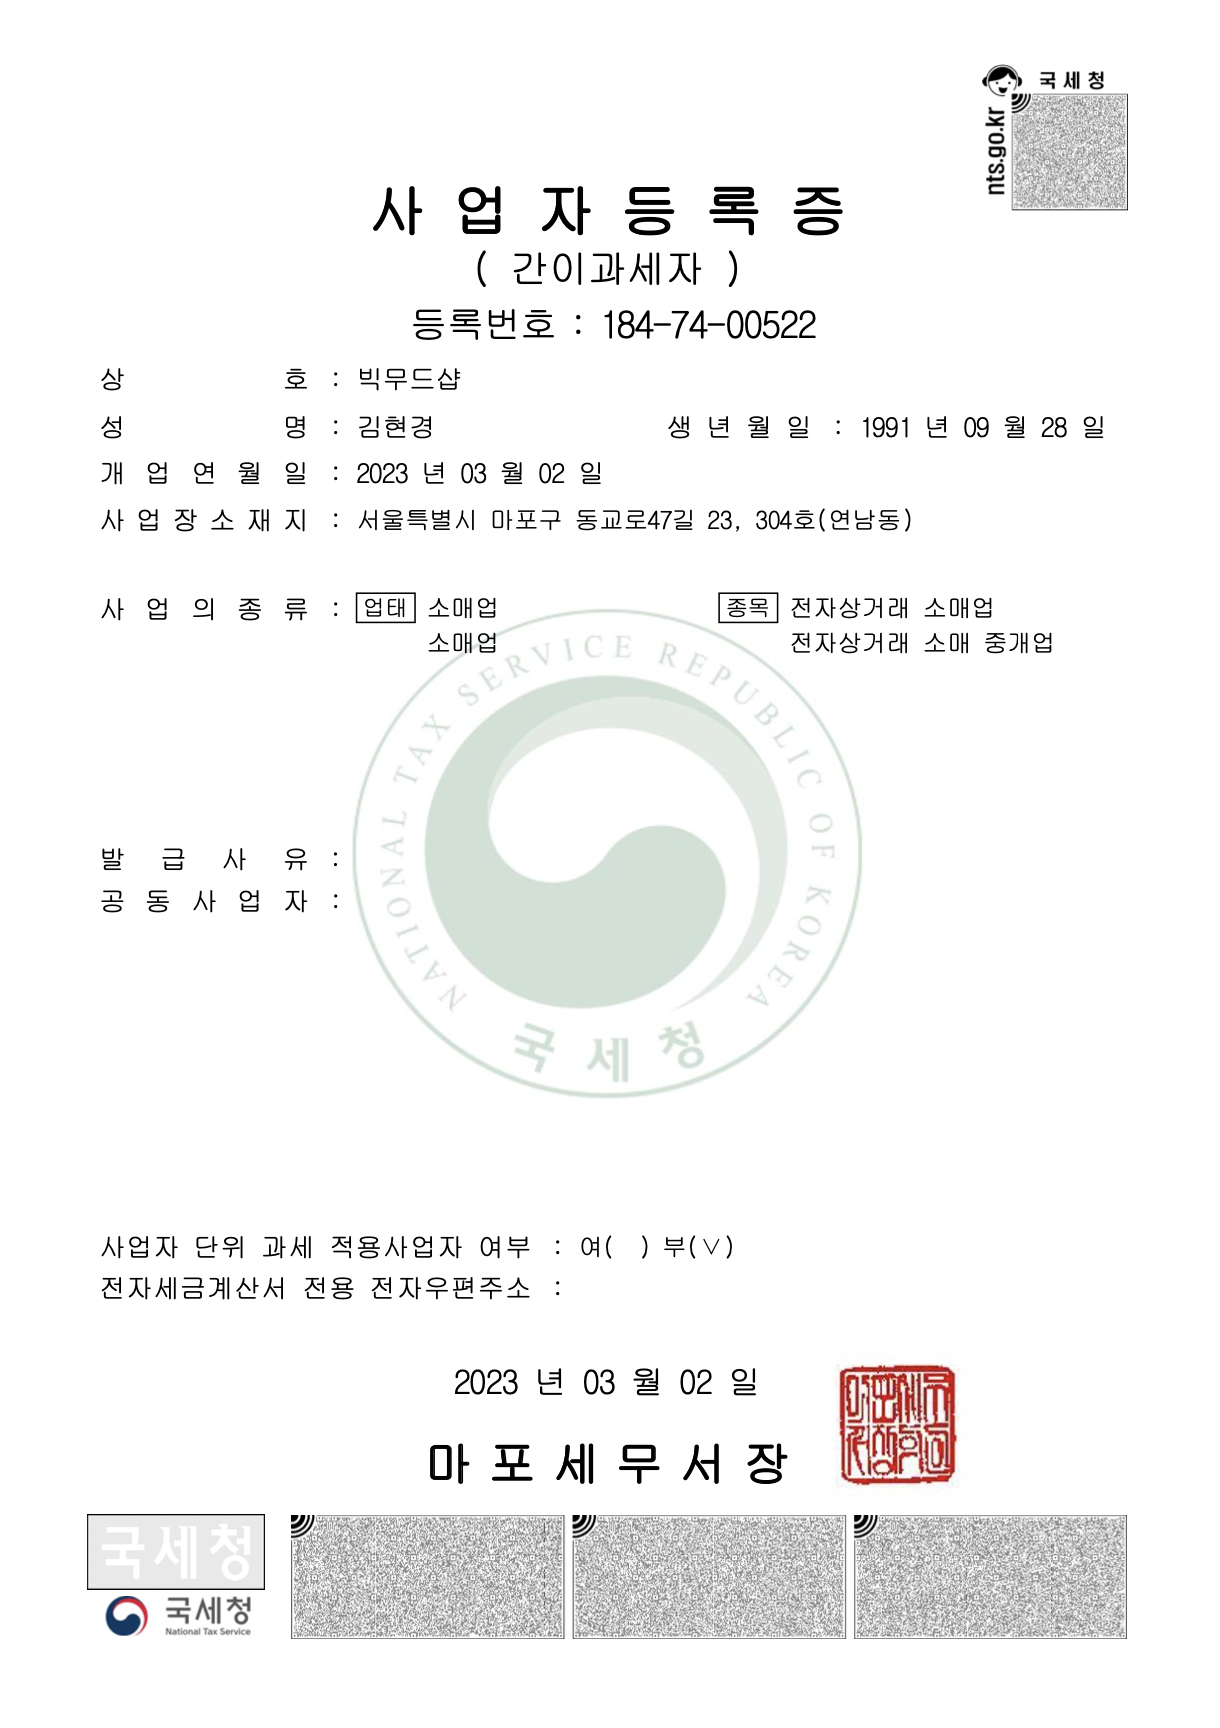 국세청
nts.go.kr
사업자등록증
( 간이과세자 )
등록번호 : 184-74-00522
상호 : 빅무드샵
성명 : 김현경 생년월일 : 1991 년 09 월 28 일
개업연월일 : 2023 년 03 월 02 일
사업장소재지 : 서울특별시 마포구 동교로47길 23, 304호(연남동)
사업의종류 : 업태 소매업 종목 전자상거래 소매업
소매업 전자상거래 소매 중개업
NATIONAL TAX SERVICE REPUBLIC OF KOREA
발급사유 :
공동사업자 :
국세청
사업자 단위 과세 적용사업자 여부 : 여( ) 부(∨)
전자세금계산서 전용 전자우편주소 :
2023 년 03 월 02 일
마포세무서장
국세청
국세청
National Tax Service